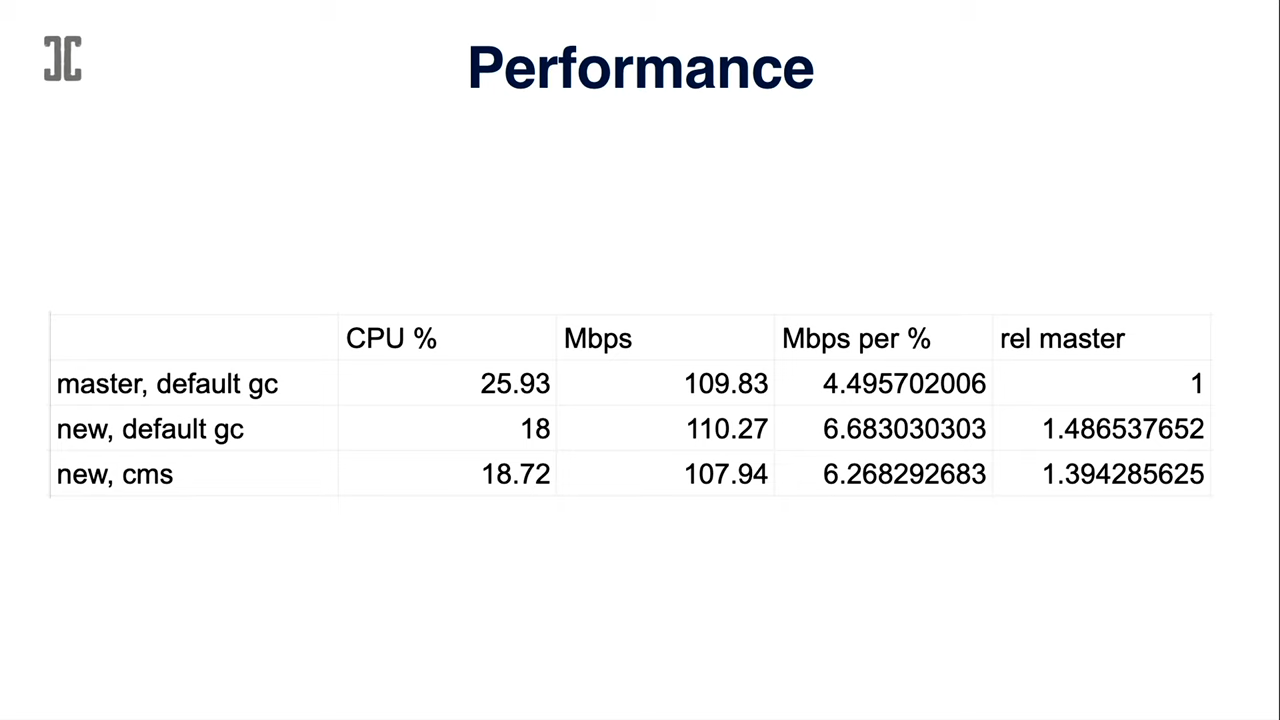 Performance
CPU % Mbps Mbps per % rel master
master, default gc 25.93 109.83 4.495702006 1
new, default gc 18 110.27 6.683030303 1.486537652
new, cms 18.72 107.94 6.268292683 1.394285625